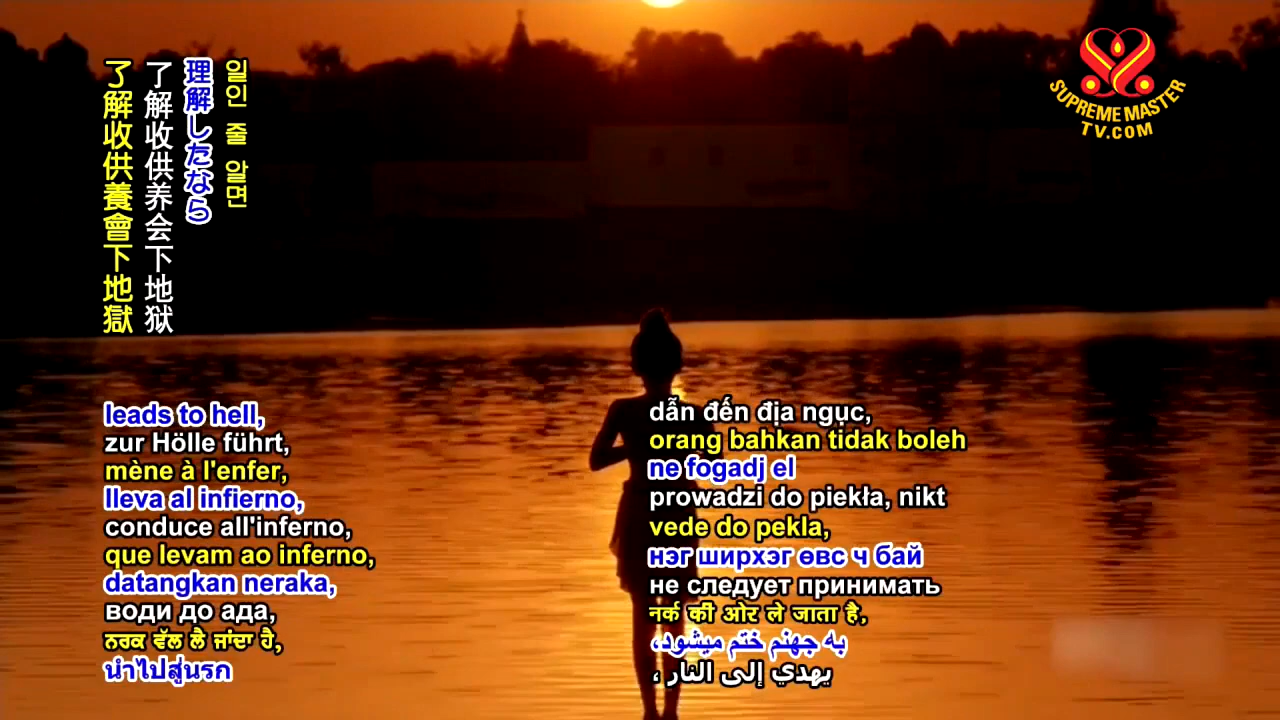 일인 줄 알면
理解したなら
了解收供养会下地狱
了解收供養會下地獄
SUPREME MASTER
TV.COM
leads to hell,
zur Hölle führt,
mène à l'enfer,
lleva al infierno,
conduce all'inferno,
que levam ao inferno,
datangkan neraka,
води до ада,
ਨਰਕ ਵੱਲ ਲੈ ਜਾਂਦਾ ਹੈ,
นำไปสู่นรก
dẫn đến địa ngục,
orang bahkan tidak boleh
ne fogadj el
prowadzi do piekła, nikt
vede do pekla,
нэг ширхэг өвс ч бай
не следует принимать
नर्क की ओर ले जाता है,
به جهنم ختم میشود،
يهدي إلى النار ،